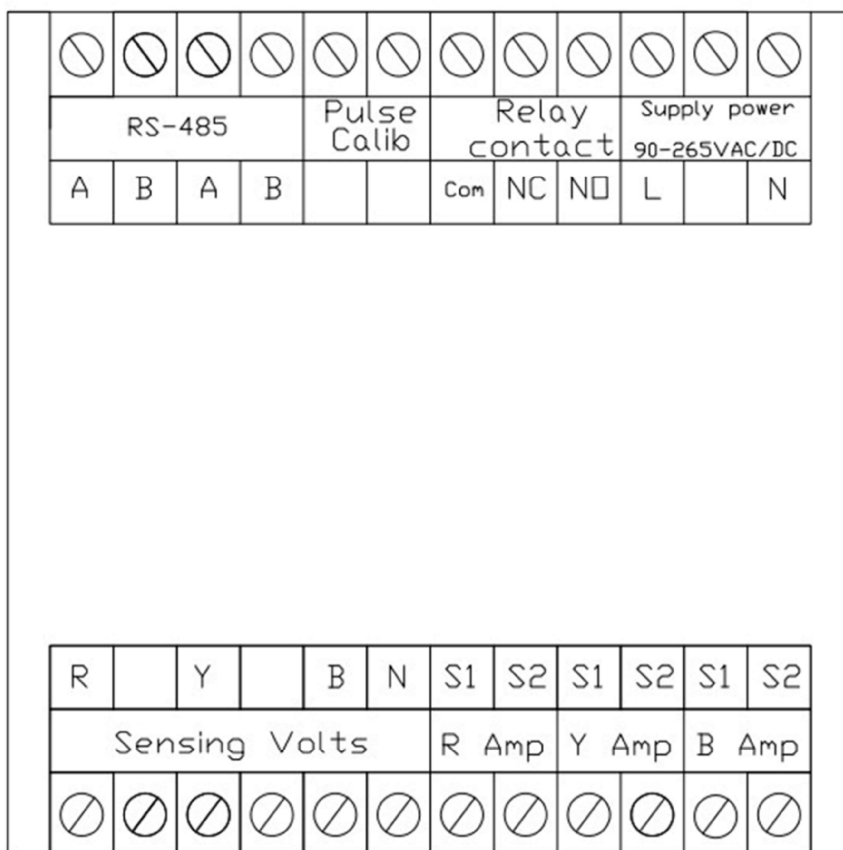 RS-485 Pulse Calib Relay contact Supply power 90-265VAC/DC
A B A B Com NC NO L N
R Y B N S1 S2 S1 S2 S1 S2
Sensing Volts R Amp Y Amp B Amp